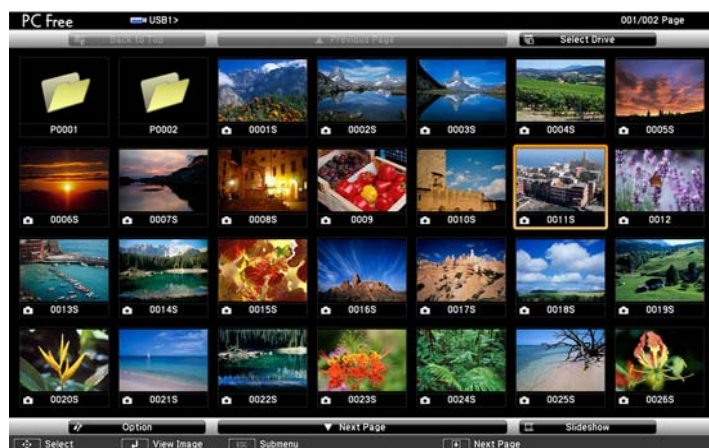 PC Free USB1> 001/002 Page
Back to Top ▲ Previous Page Select Drive
P0001 P0002 0001S 0002S 0003S 0004S 0005S
0006S 0007S 0008S 0009 0010S 0011S 0012
0013S 0014S 0015S 0016S 0017S 0018S 0019S
0020S 0021S 0022S 0023S 0024S 0025S 0026S
Option ▼ Next Page Slideshow
Select View Image ESC Submenu Next Page